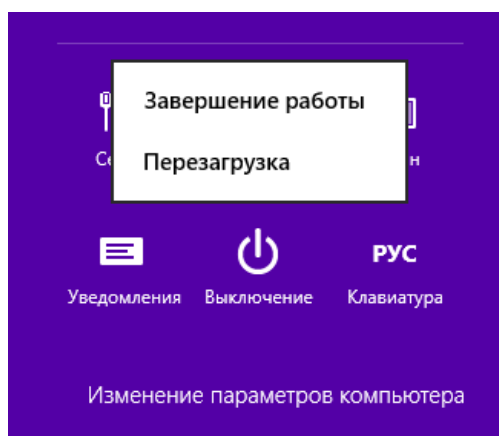 Завершение работы
Перезагрузка
Уведомления Выключение Клавиатура
РУС
Изменение параметров компьютера